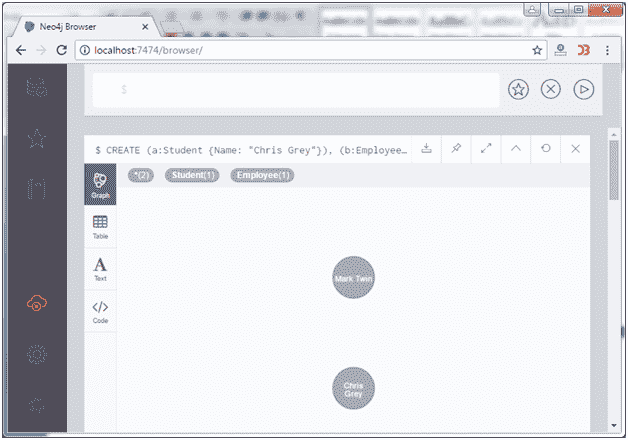 Neo4j Browser
localhost:7474/browser/
$
$ CREATE (a:Student {Name: "Chris Grey"}), (b:Employee…
*(2) Student(1) Employee(1)
Graph
Table
A
Text
</>
Code
Mark Twin
Chris
Grey